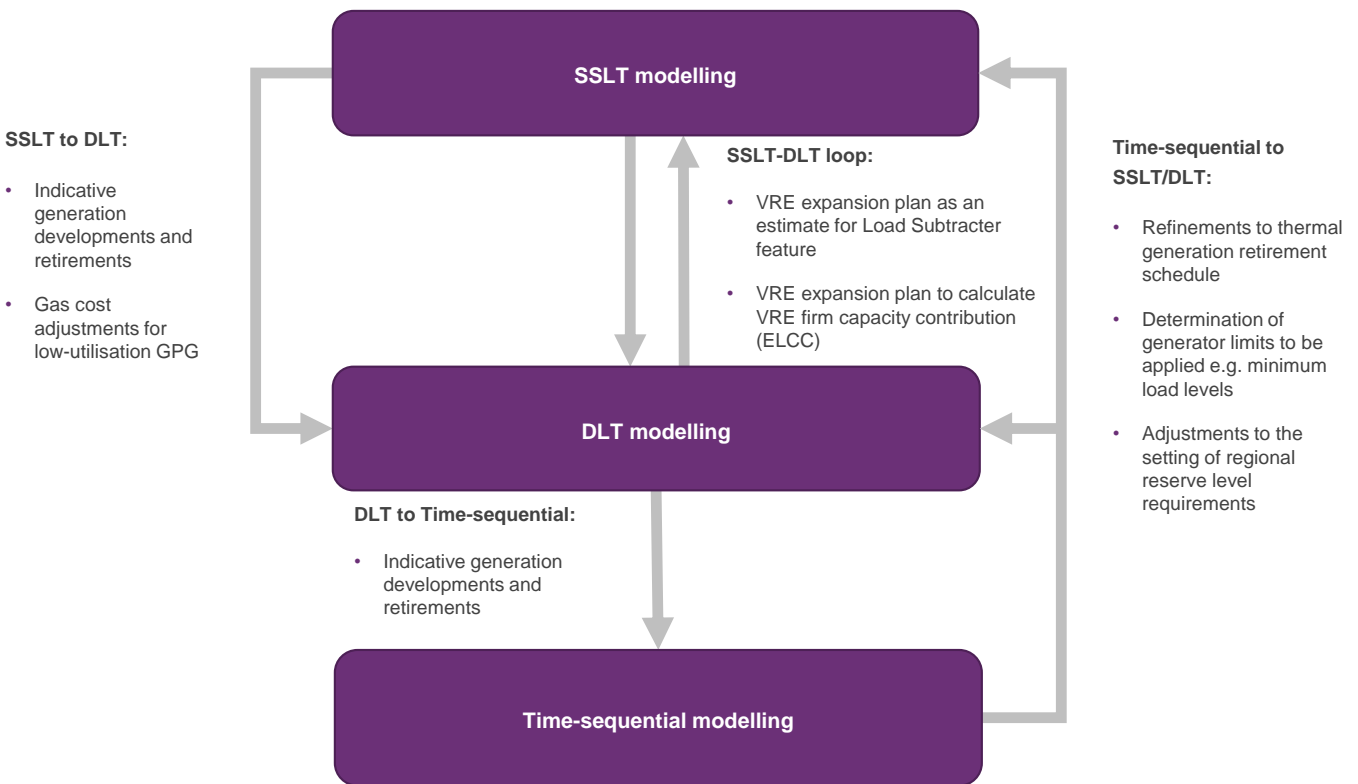 SSLT modelling
SSLT to DLT:
• Indicative
generation
developments and
retirements
• Gas cost
adjustments for
low-utilisation GPG
SSLT-DLT loop:
• VRE expansion plan as an
estimate for Load Subtracter
feature
• VRE expansion plan to calculate
VRE firm capacity contribution
(ELCC)
Time-sequential to
SSLT/DLT:
• Refinements to thermal
generation retirement
schedule
• Determination of
generator limits to be
applied e.g. minimum
load levels
• Adjustments to the
setting of regional
reserve level
requirements
DLT modelling
DLT to Time-sequential:
• Indicative generation
developments and
retirements
Time-sequential modelling